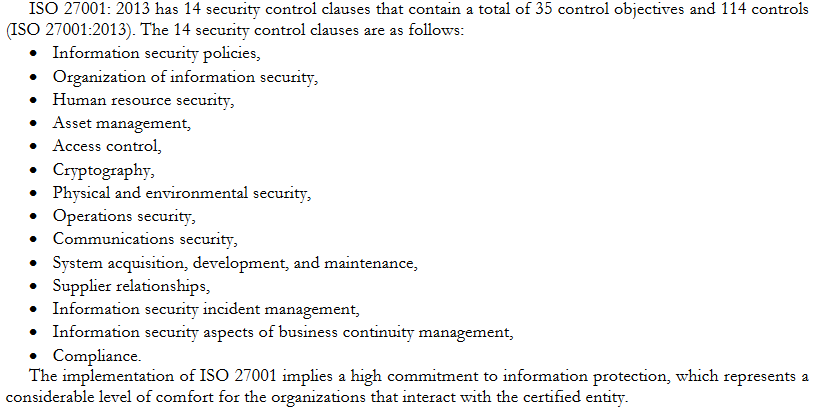 ISO 27001: 2013 has 14 security control clauses that contain a total of 35 control objectives and 114 controls
(ISO 27001:2013). The 14 security control clauses are as follows:
• Information security policies,
• Organization of information security,
• Human resource security,
• Asset management,
• Access control,
• Cryptography,
• Physical and environmental security,
• Operations security,
• Communications security,
• System acquisition, development, and maintenance,
• Supplier relationships,
• Information security incident management,
• Information security aspects of business continuity management,
• Compliance.
The implementation of ISO 27001 implies a high commitment to information protection, which represents a
considerable level of comfort for the organizations that interact with the certified entity.